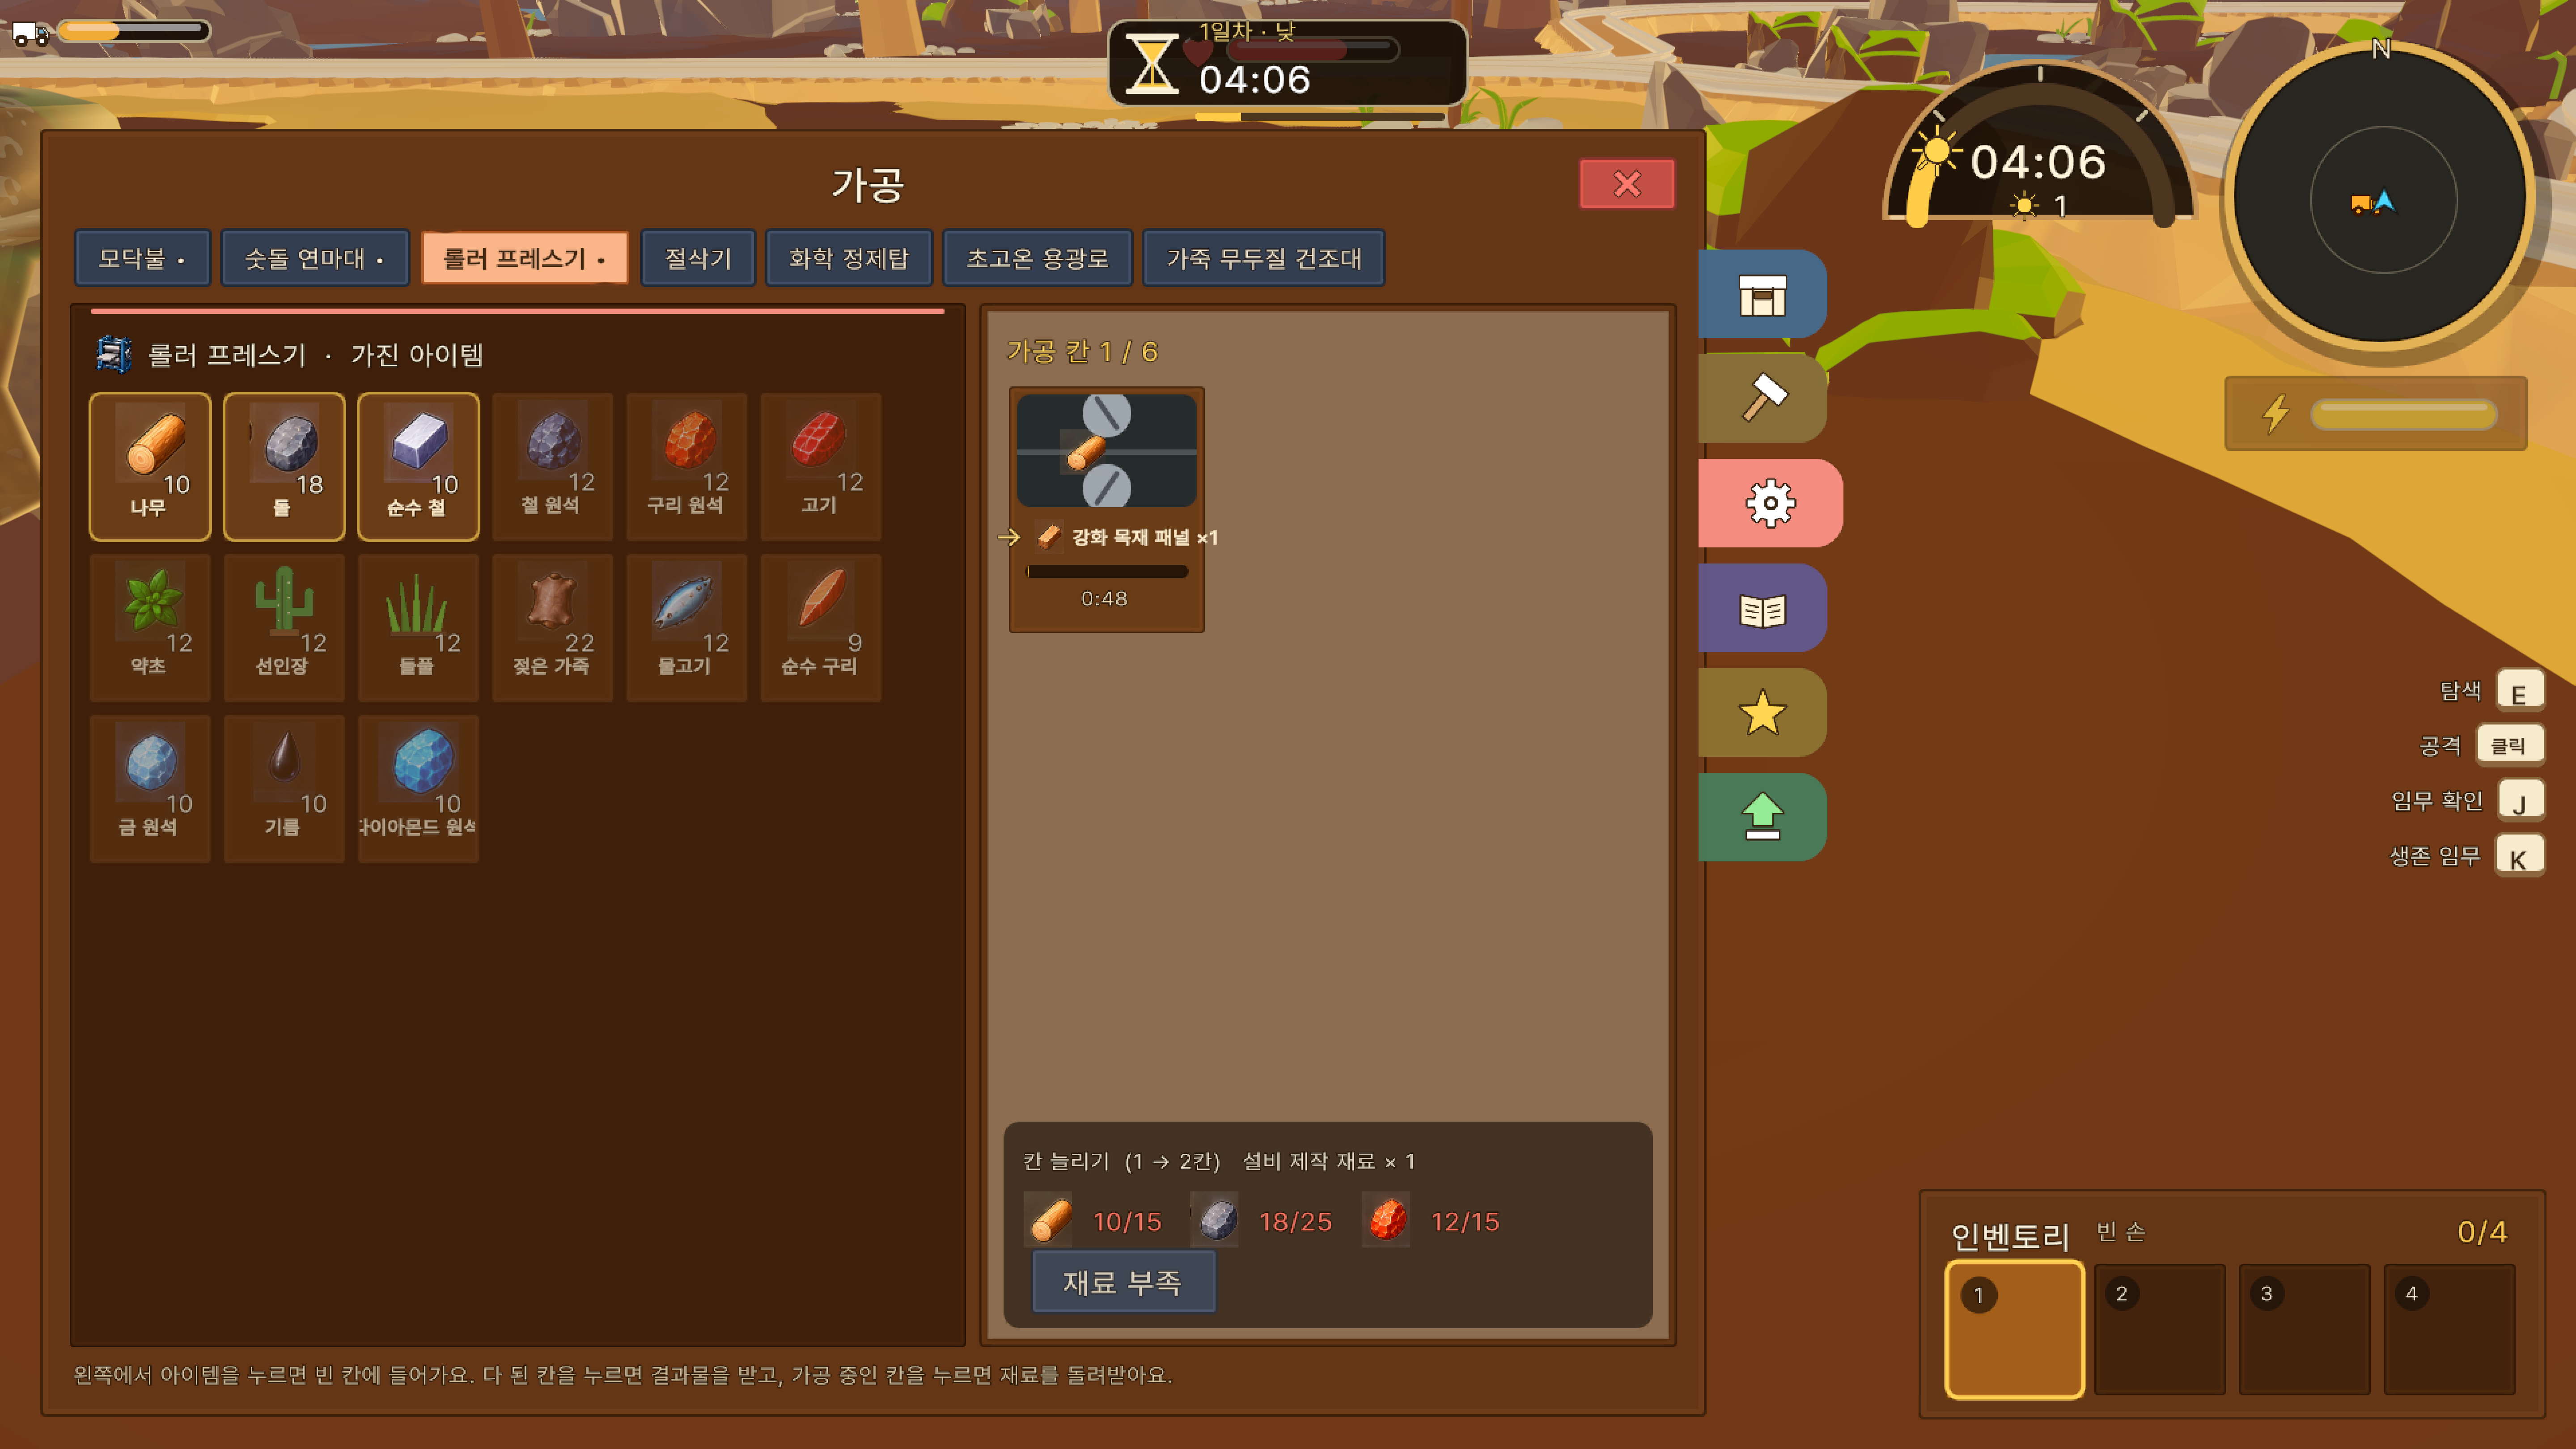 1일차 · 낮
04:06
N
04:06
1
가공
모닥불 •
숫돌 연마대 •
롤러 프레스기 •
절삭기
화학 정제탑
초고온 용광로
가죽 무두질 건조대
롤러 프레스기 · 가진 아이템
10
나무
18
돌
10
순수 철
12
철 원석
12
구리 원석
12
고기
12
약초
12
선인장
12
들풀
22
젖은 가죽
12
물고기
9
순수 구리
10
금 원석
10
기름
10
다이아몬드 원석
가공 칸 1 / 6
→ 강화 목재 패널 ×1
0:48
칸 늘리기 (1 → 2칸) 설비 제작 재료 × 1
10/15
18/25
12/15
재료 부족
왼쪽에서 아이템을 누르면 빈 칸에 들어가요. 다 된 칸을 누르면 결과물을 받고, 가공 중인 칸을 누르면 재료를 돌려받아요.
탐색 E
공격 클릭
임무 확인 J
생존 임무 K
인벤토리 빈 손 0/4
1
2
3
4